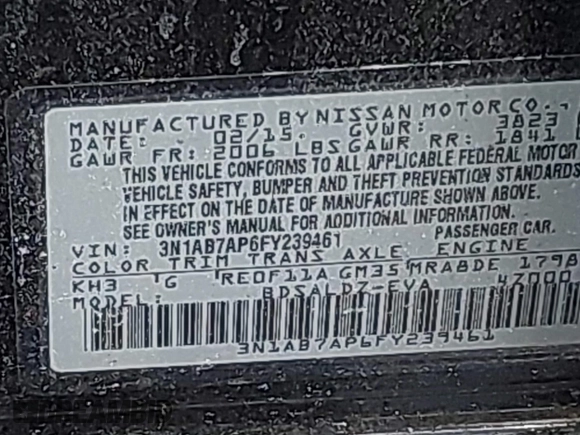 MANUFACTURED BY NISSAN MOTOR CO.,
DATE: 02/15 GVWR: 3823
GAWR FR: 2006 LBS GAWR RR: 1841
THIS VEHICLE CONFORMS TO ALL APPLICABLE FEDERAL MOTOR
VEHICLE SAFETY, BUMPER AND THEFT PREVENTION STANDARDS
IN EFFECT ON THE DATE OF MANUFACTURE SHOWN ABOVE.
SEE OWNER'S MANUAL FOR ADDITIONAL INFORMATION.
VIN: 3N1AB7AP6FY239461 PASSENGER CAR.
COLOR TRIM TRANS AXLE ENGINE
KH3 G RE0F11A GM35 MRA8DE 1798
MODEL: BDSALDZ-EVA 47000
3N1AB7AP6FY239461